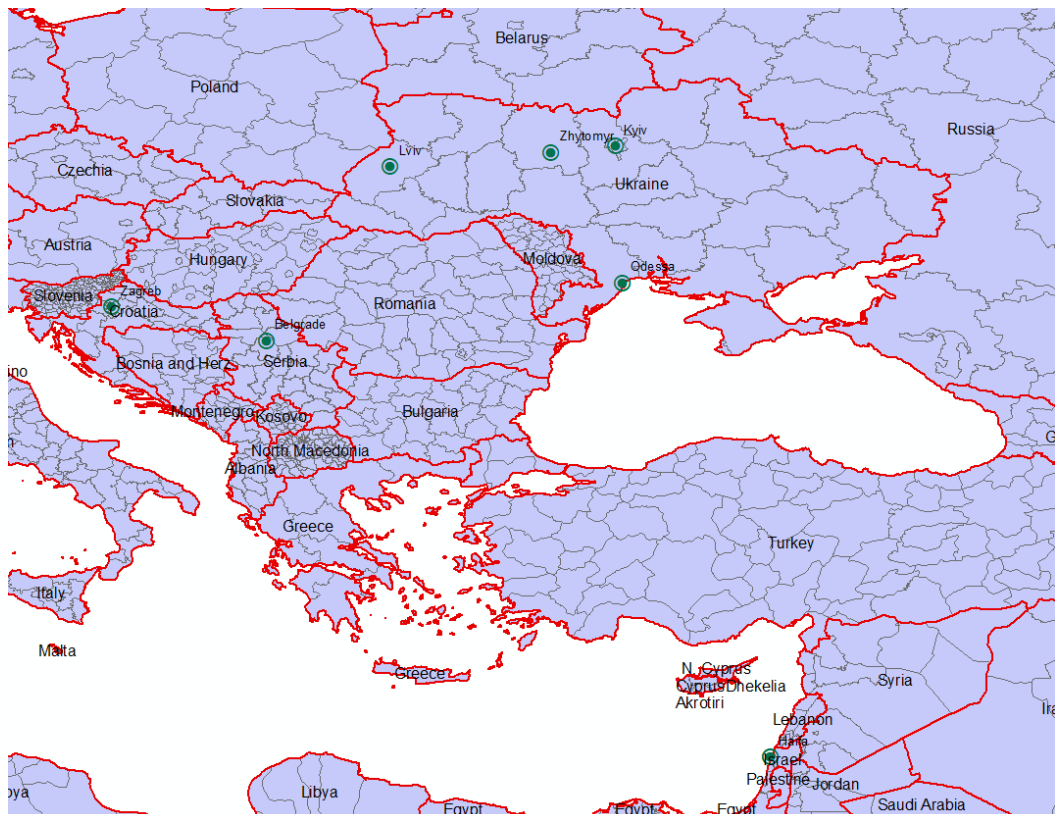 Belarus
Poland
Russia
Zhytomyr
Kyiv
Lviv
Czechia
Ukraine
Slovakia
Austria
Hungary
Moldova
Odessa
Slovenia
Zagreb
Croatia
Romania
Belgrade
Serbia
Bosnia and Herz.
ino
Montenegro
Kosovo
Bulgaria
G
n
North Macedonia
Albania
Greece
Turkey
Italy
Malta
Greece
N. Cyprus
Cyprus
Dhekelia
Akrotiri
Syria
Ira
Lebanon
Haifa
Israel
Palestine
Jordan
oya
Libya
Egypt
Egypt
Egypt
Saudi Arabia